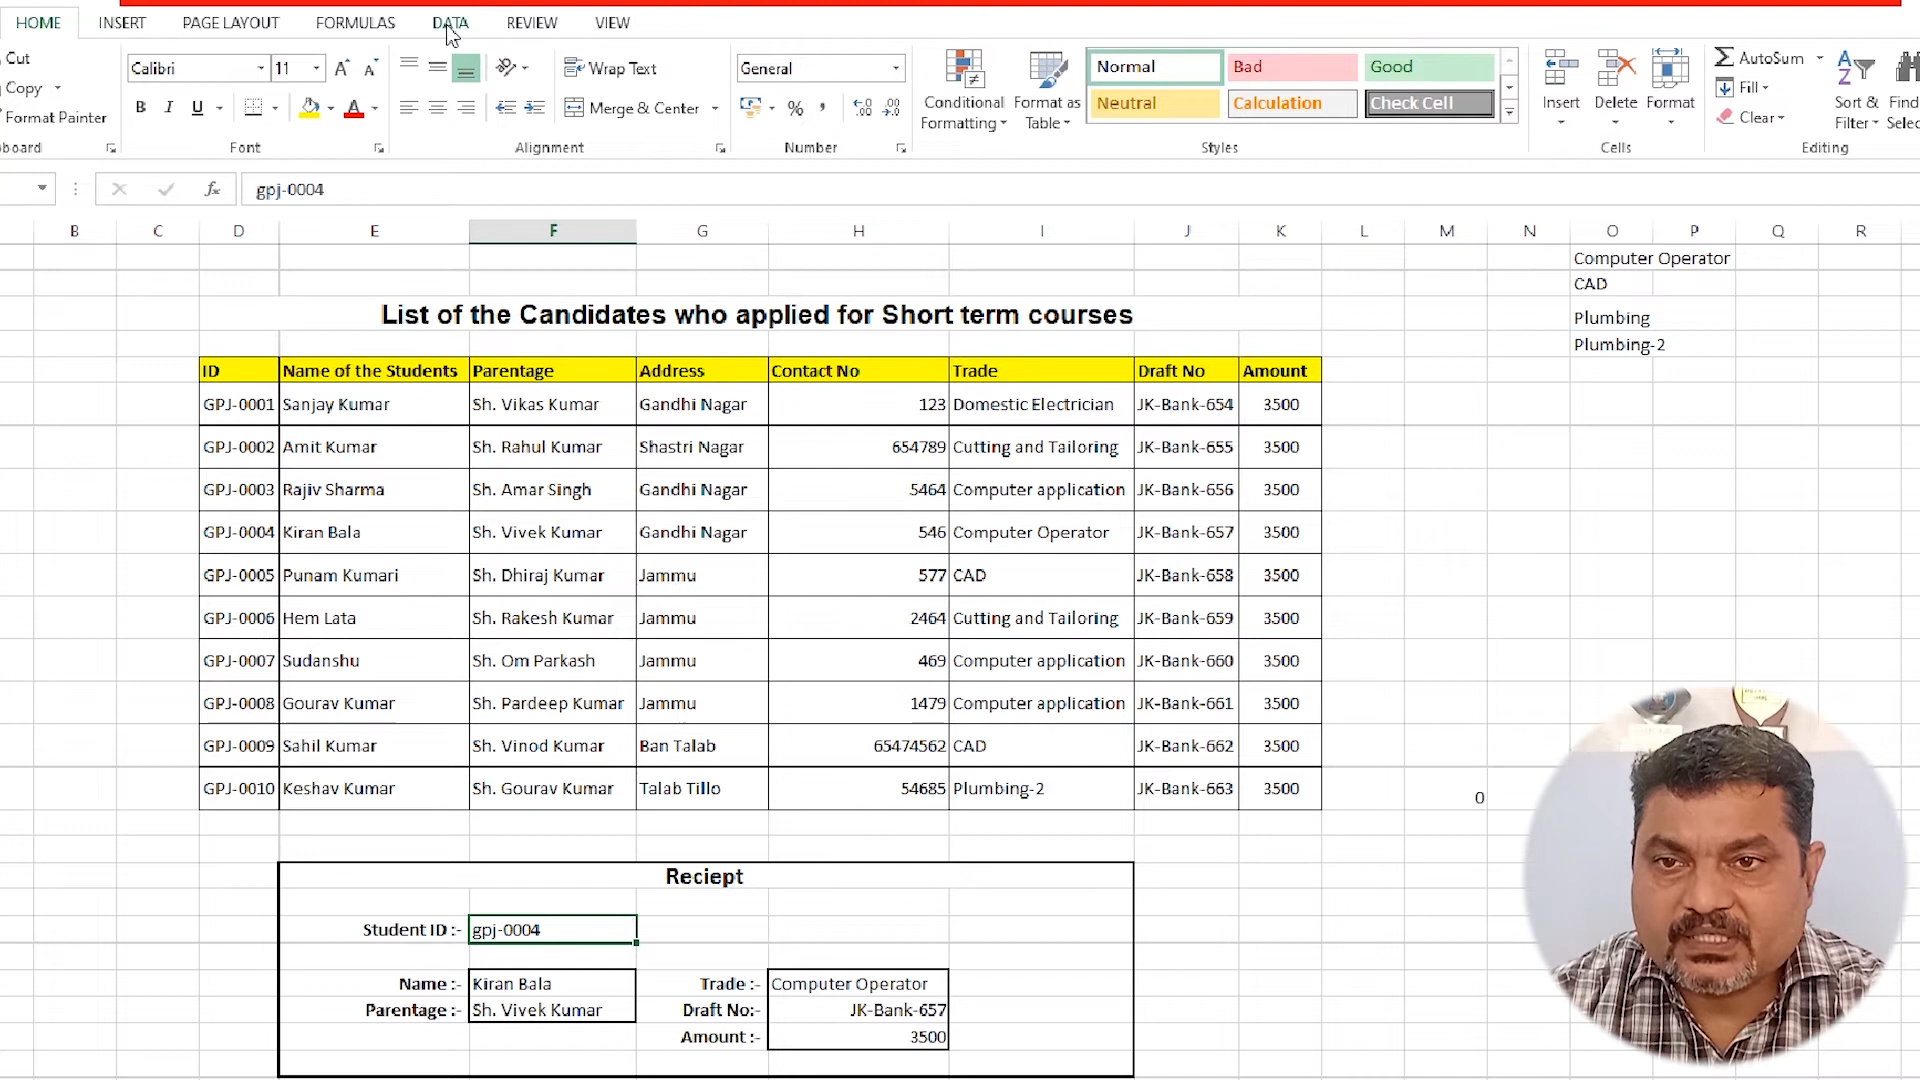 HOME INSERT PAGE LAYOUT FORMULAS DATA REVIEW VIEW
Cut
Copy
Format Painter
board
Calibri 11
B I U
Font
Wrap Text
Merge & Center
Alignment
General
% ,
Number
Conditional Formatting
Format as Table
Normal Bad Good
Neutral Calculation Check Cell
Styles
Insert Delete Format
Cells
AutoSum
Fill
Clear
Sort & Filter
Find
Selec
Editing
fx gpj-0004
B C D E F G H I J K L M N O P Q R
Computer Operator
CAD
List of the Candidates who applied for Short term courses
Plumbing
Plumbing-2
ID Name of the Students Parentage Address Contact No Trade Draft No Amount
GPJ-0001 Sanjay Kumar Sh. Vikas Kumar Gandhi Nagar 123 Domestic Electrician JK-Bank-654 3500
GPJ-0002 Amit Kumar Sh. Rahul Kumar Shastri Nagar 654789 Cutting and Tailoring JK-Bank-655 3500
GPJ-0003 Rajiv Sharma Sh. Amar Singh Gandhi Nagar 5464 Computer application JK-Bank-656 3500
GPJ-0004 Kiran Bala Sh. Vivek Kumar Gandhi Nagar 546 Computer Operator JK-Bank-657 3500
GPJ-0005 Punam Kumari Sh. Dhiraj Kumar Jammu 577 CAD JK-Bank-658 3500
GPJ-0006 Hem Lata Sh. Rakesh Kumar Jammu 2464 Cutting and Tailoring JK-Bank-659 3500
GPJ-0007 Sudanshu Sh. Om Parkash Jammu 469 Computer application JK-Bank-660 3500
GPJ-0008 Gourav Kumar Sh. Pardeep Kumar Jammu 1479 Computer application JK-Bank-661 3500
GPJ-0009 Sahil Kumar Sh. Vinod Kumar Ban Talab 65474562 CAD JK-Bank-662 3500
GPJ-0010 Keshav Kumar Sh. Gourav Kumar Talab Tillo 54685 Plumbing-2 JK-Bank-663 3500
0
Reciept
Student ID :- gpj-0004
Name :- Kiran Bala Trade :- Computer Operator
Parentage :- Sh. Vivek Kumar Draft No:- JK-Bank-657
Amount :- 3500